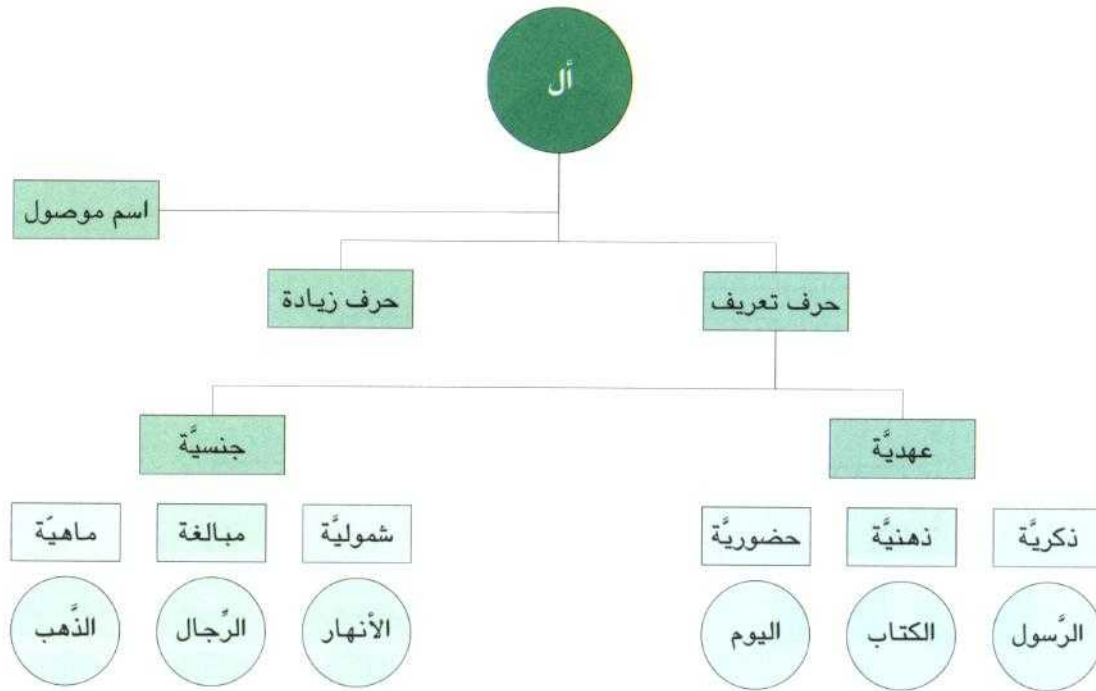 أل
اسم موصول
حرف تعريف
حرف زيادة
عهديَّة
جنسيَّة
ذكريَّة
ذهنيَّة
حضوريَّة
شموليَّة
مبالغة
ماهيّة
الرَّسول
الكتاب
اليوم
الأنهار
الرِّجال
الذَّهب